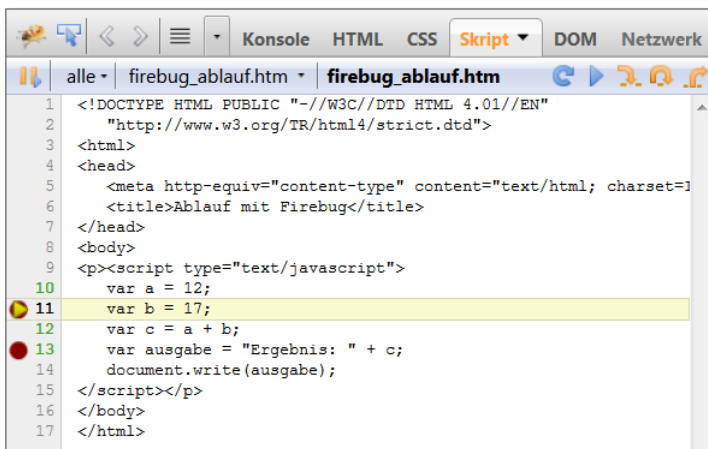 Konsole HTML CSS Skript DOM Netzwerk
alle firebug_ablauf.htm firebug_ablauf.htm
1 <!DOCTYPE HTML PUBLIC "-//W3C//DTD HTML 4.01//EN"
2 "http://www.w3.org/TR/html4/strict.dtd">
3 <html>
4 <head>
5 <meta http-equiv="content-type" content="text/html; charset=I
6 <title>Ablauf mit Firebug</title>
7 </head>
8 <body>
9 <p><script type="text/javascript">
10 var a = 12;
11 var b = 17;
12 var c = a + b;
13 var ausgabe = "Ergebnis: " + c;
14 document.write(ausgabe);
15 </script></p>
16 </body>
17 </html>